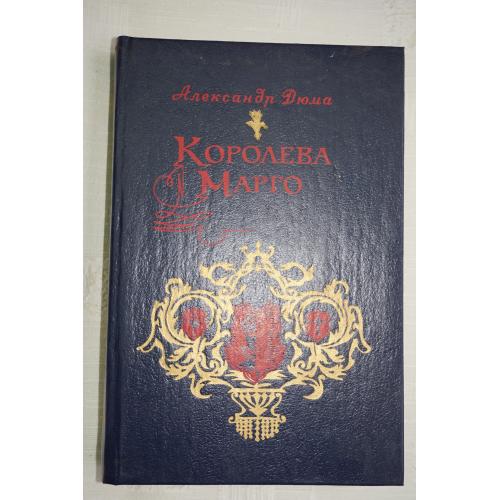 Александр Дюма
Королева
Марго